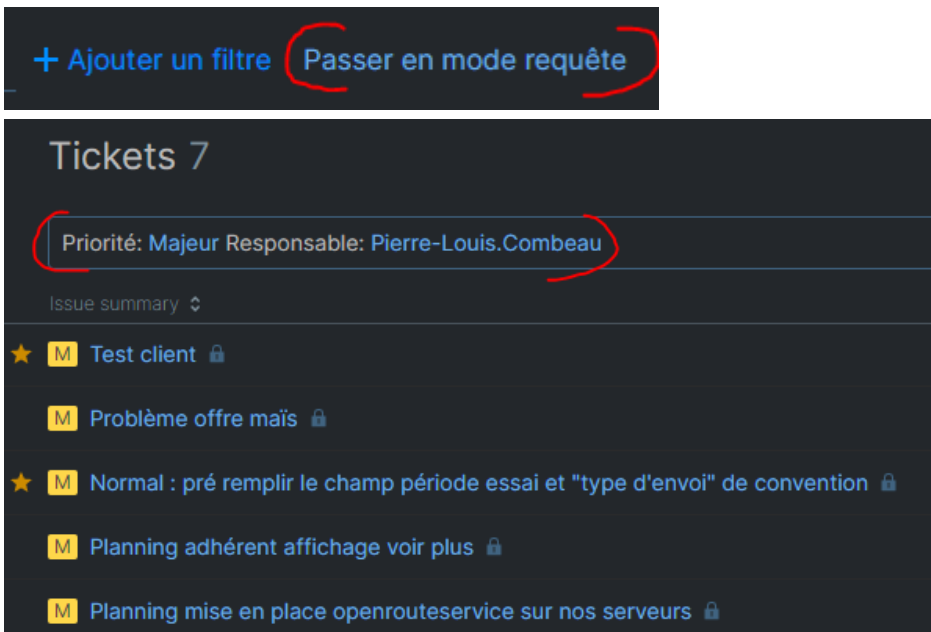 + Ajouter un filtre Passer en mode requête
Tickets 7
Priorité: Majeur Responsable: Pierre-Louis.Combeau
Issue summary
M Test client
M Problème offre maïs
M Normal : pré remplir le champ période essai et "type d'envoi" de convention
M Planning adhérent affichage voir plus
M Planning mise en place openrouteservice sur nos serveurs